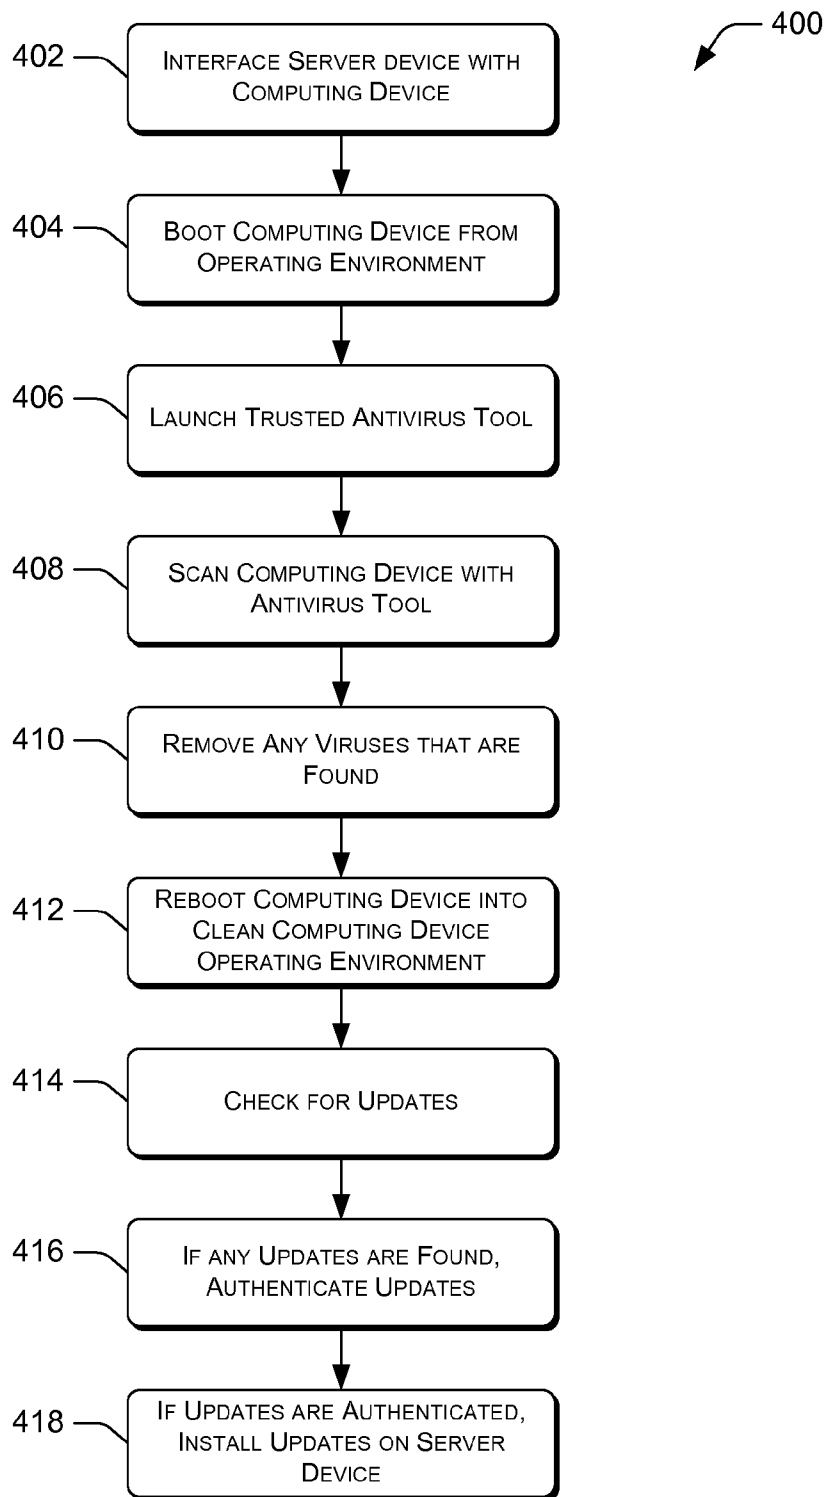 400
402
INTERFACE SERVER DEVICE WITH
COMPUTING DEVICE
404
BOOT COMPUTING DEVICE FROM
OPERATING ENVIRONMENT
406
LAUNCH TRUSTED ANTIVIRUS TOOL
408
SCAN COMPUTING DEVICE WITH
ANTIVIRUS TOOL
410
REMOVE ANY VIRUSES THAT ARE
FOUND
412
REBOOT COMPUTING DEVICE INTO
CLEAN COMPUTING DEVICE
OPERATING ENVIRONMENT
414
CHECK FOR UPDATES
416
IF ANY UPDATES ARE FOUND,
AUTHENTICATE UPDATES
418
IF UPDATES ARE AUTHENTICATED,
INSTALL UPDATES ON SERVER
DEVICE